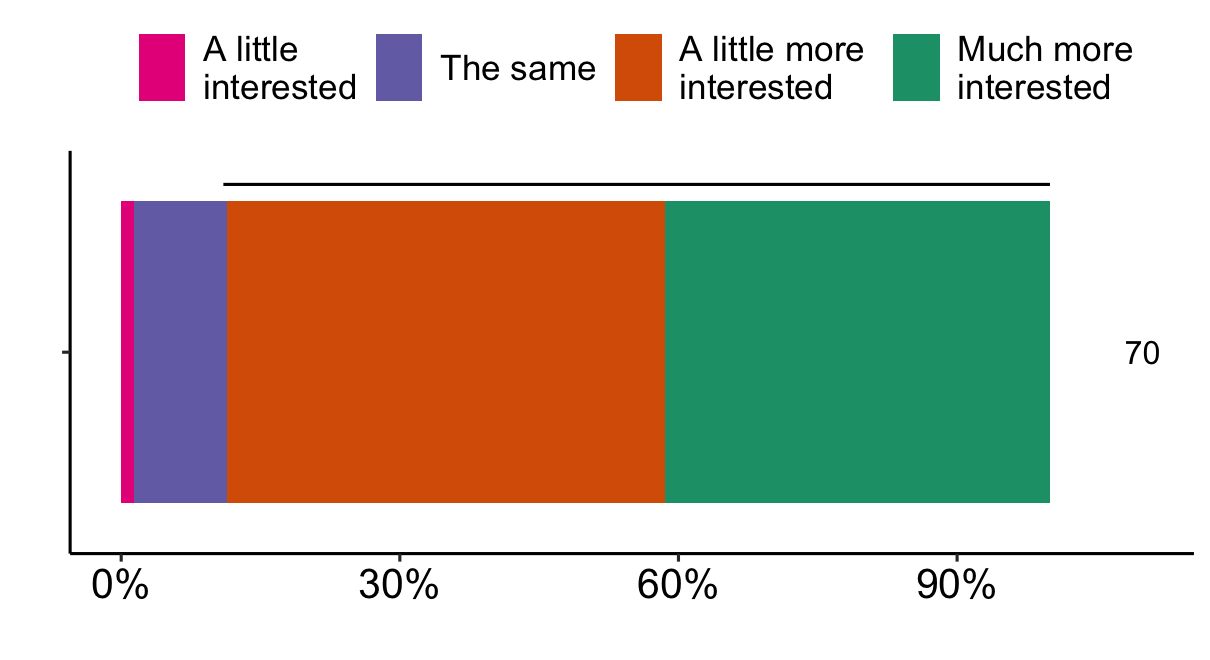 A little
interested
The same
A little more
interested
Much more
interested
70
0%
30%
60%
90%